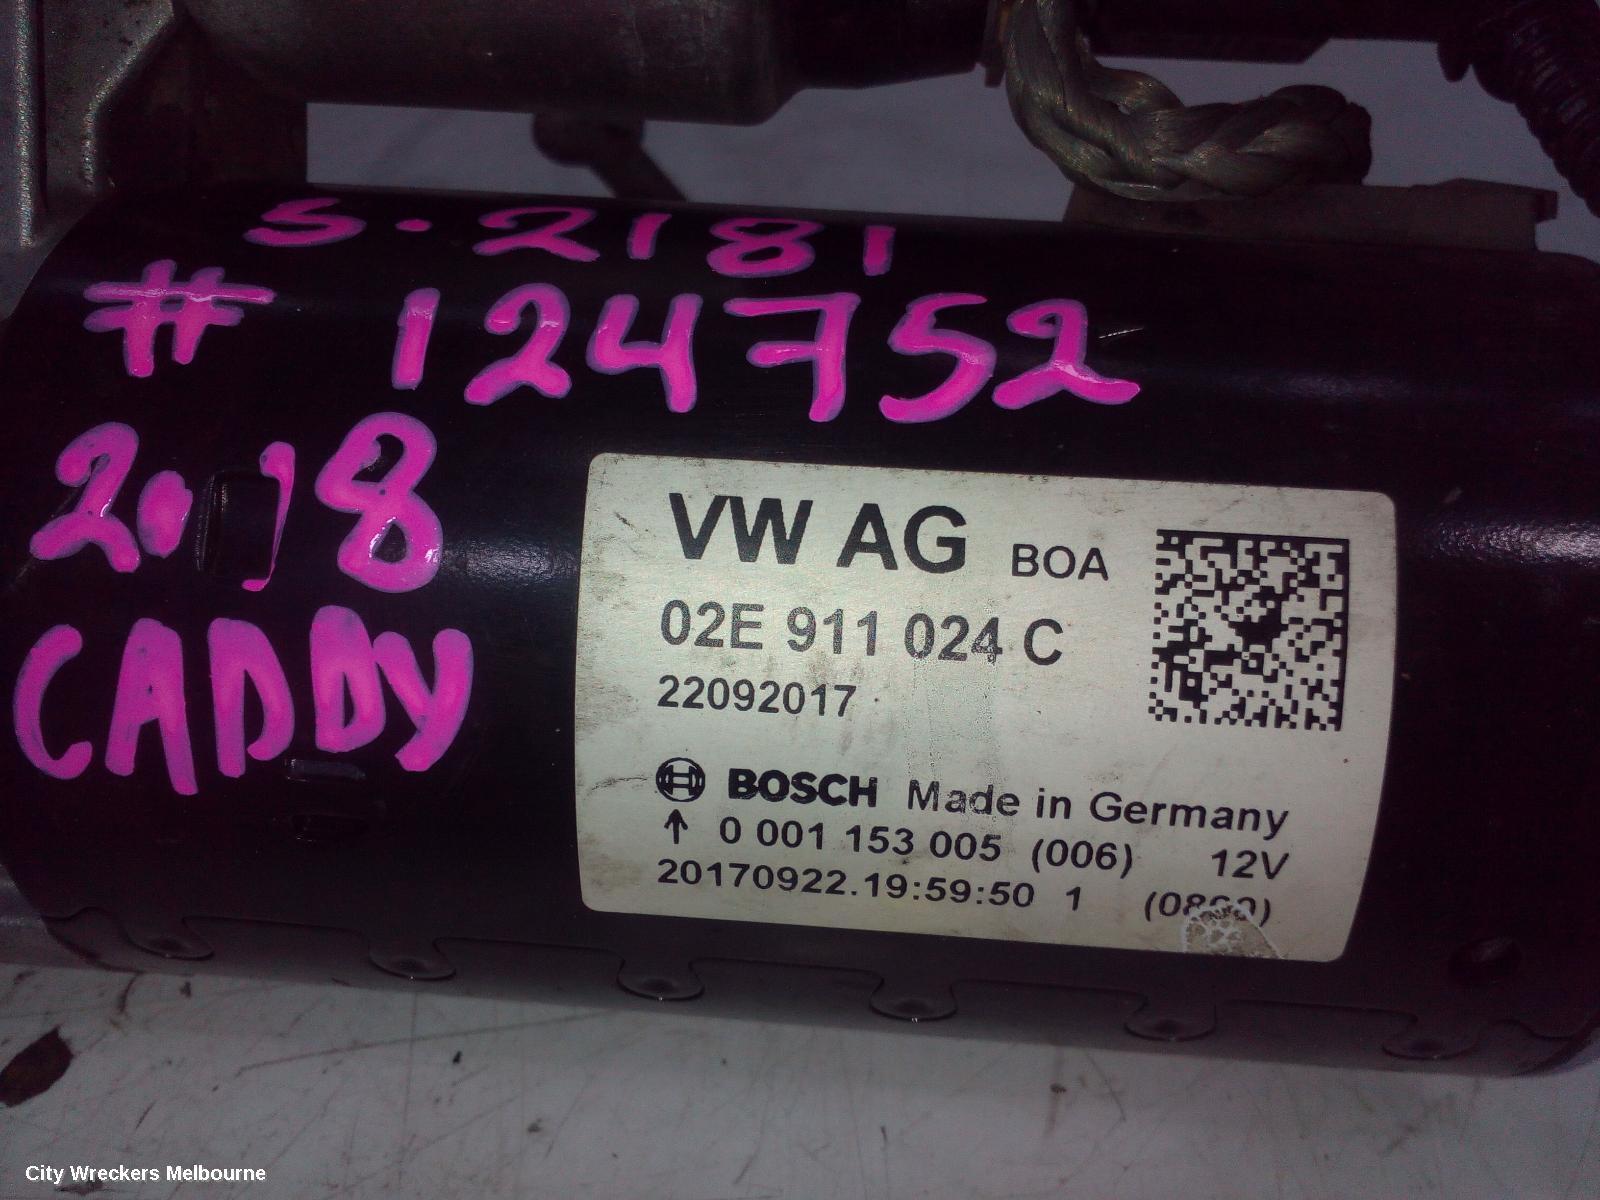 S. 2181
# 124752
2018
CADDY
VW AG BOA
02E 911 024 C
22092017
BOSCH Made in Germany
↑ 0 001 153 005 (006) 12V
20170922.19:59:50 1
City Wreckers Melbourne